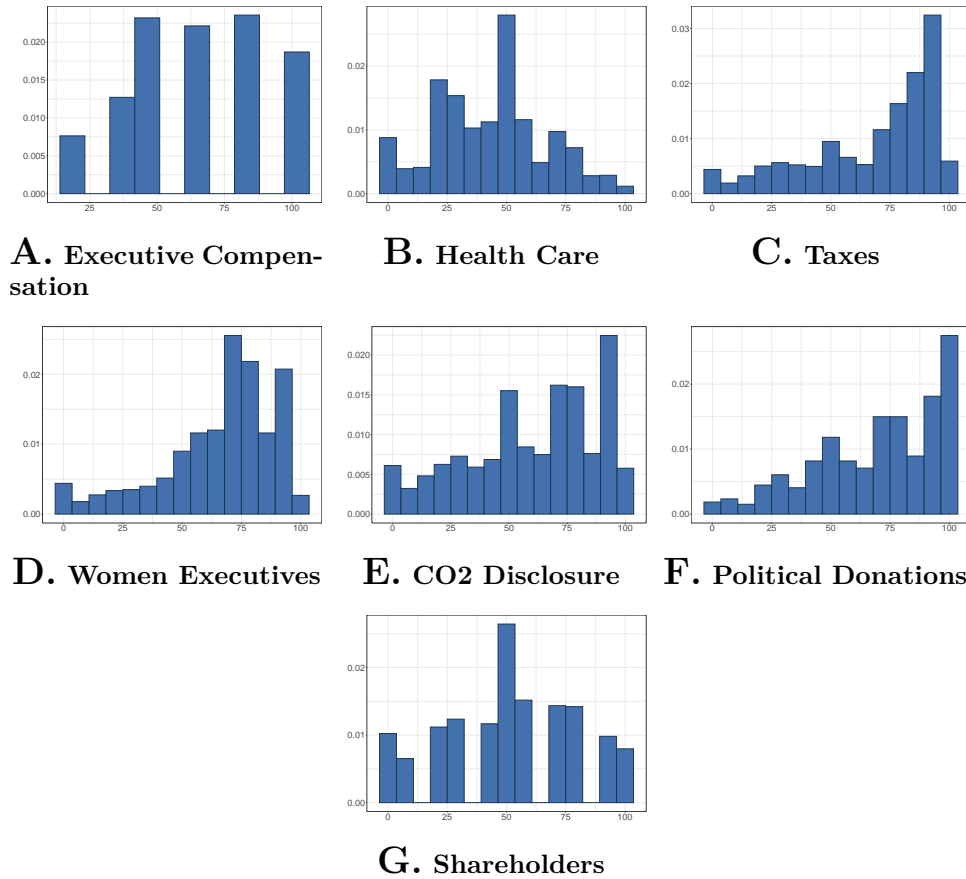 0.020
0.015
0.010
0.005
0.000
25 50 75 100
A. Executive Compen-
sation
0.02
0.01
0.00
0 25 50 75 100
B. Health Care
0.03
0.02
0.01
0.00
0 25 50 75 100
C. Taxes
0.02
0.01
0.00
0 25 50 75 100
D. Women Executives
0.020
0.015
0.010
0.005
0.000
0 25 50 75 100
E. CO2 Disclosure
0.02
0.01
0.00
0 25 50 75 100
F. Political Donations
0.02
0.01
0.00
0 25 50 75 100
G. Shareholders